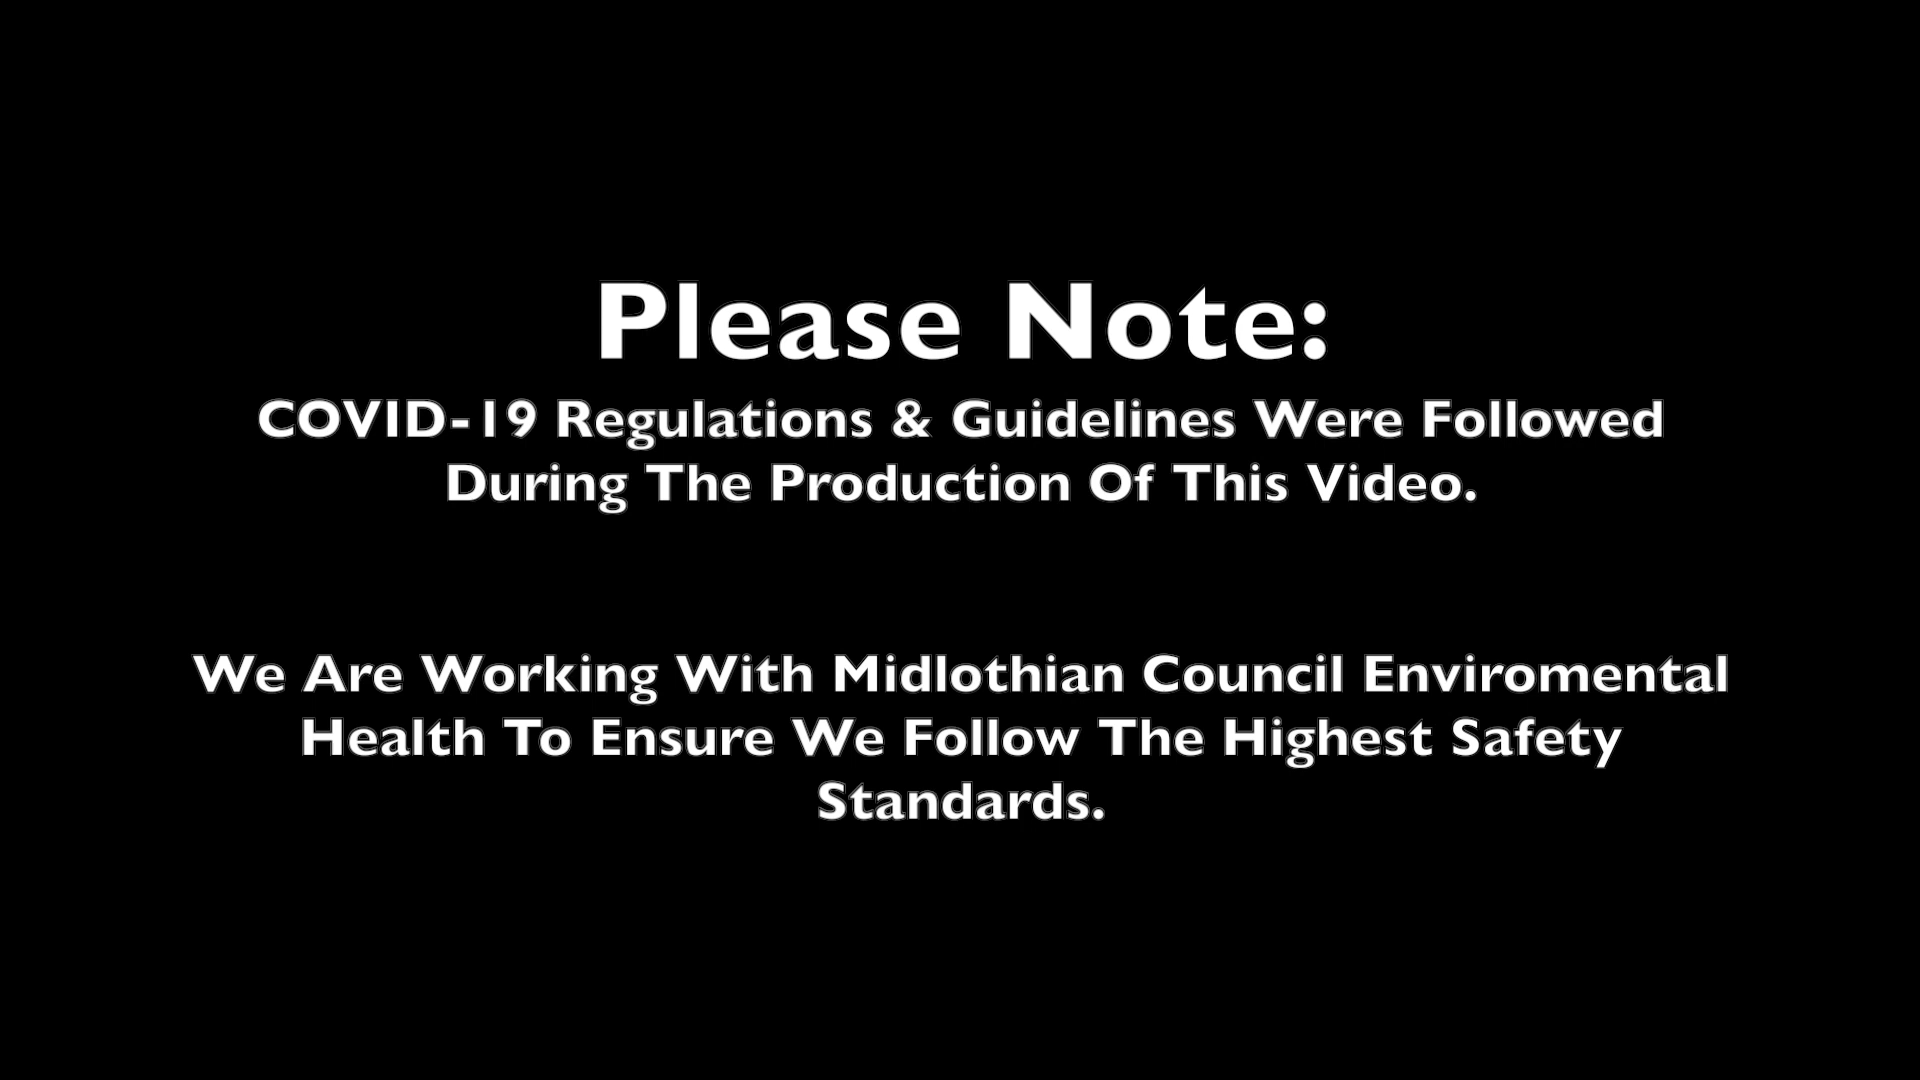 Please Note:
COVID-19 Regulations & Guidelines Were Followed
During The Production Of This Video.
We Are Working With Midlothian Council Enviromental
Health To Ensure We Follow The Highest Safety
Standards.